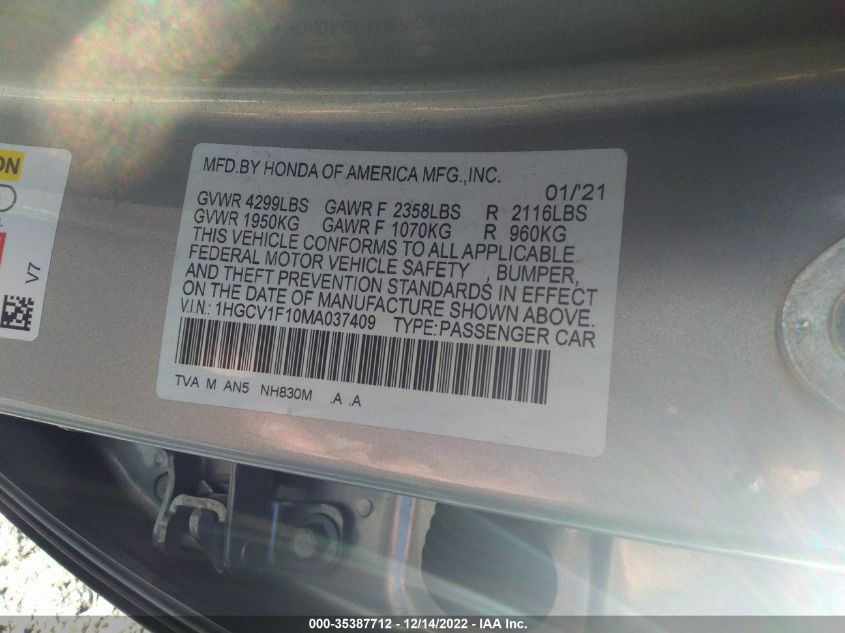 MFD.BY HONDA OF AMERICA MFG.,INC.
01/'21
GVWR 4299LBS GAWR F 2358LBS R 2116LBS
GVWR 1950KG GAWR F 1070KG R 960KG
THIS VEHICLE CONFORMS TO ALL APPLICABLE
FEDERAL MOTOR VEHICLE SAFETY , BUMPER,
AND THEFT PREVENTION STANDARDS IN EFFECT
ON THE DATE OF MANUFACTURE SHOWN ABOVE.
V.I.N.: 1HGCV1F10MA037409 TYPE:PASSENGER CAR
TVA M AN5 NH830M .A .A
V7
000-35387712 - 12/14/2022 - IAA Inc.